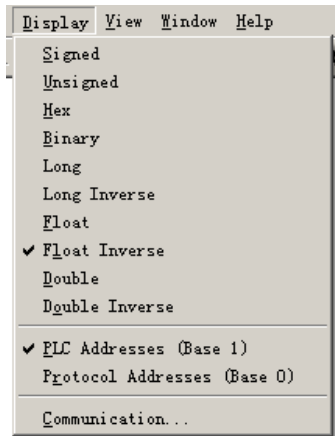 Display View Window Help
Signed
Unsigned
Hex
Binary
Long
Long Inverse
Float
Float Inverse
Double
Double Inverse
PLC Addresses (Base 1)
Protocol Addresses (Base 0)
Communication...